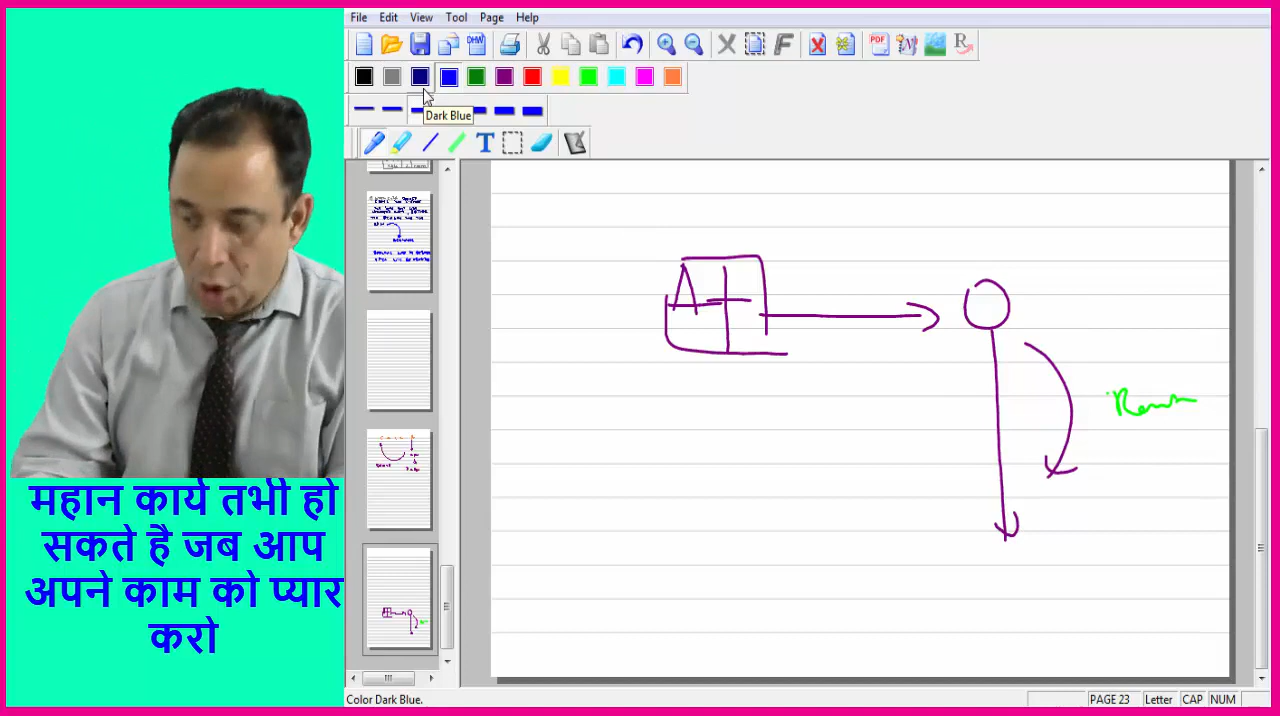 File Edit View Tool Page Help
Dark Blue
A
महान कार्य तभी हो
सकते है जब आप
अपने काम को प्यार
करो
Color Dark Blue.
PAGE 23 Letter CAP NUM